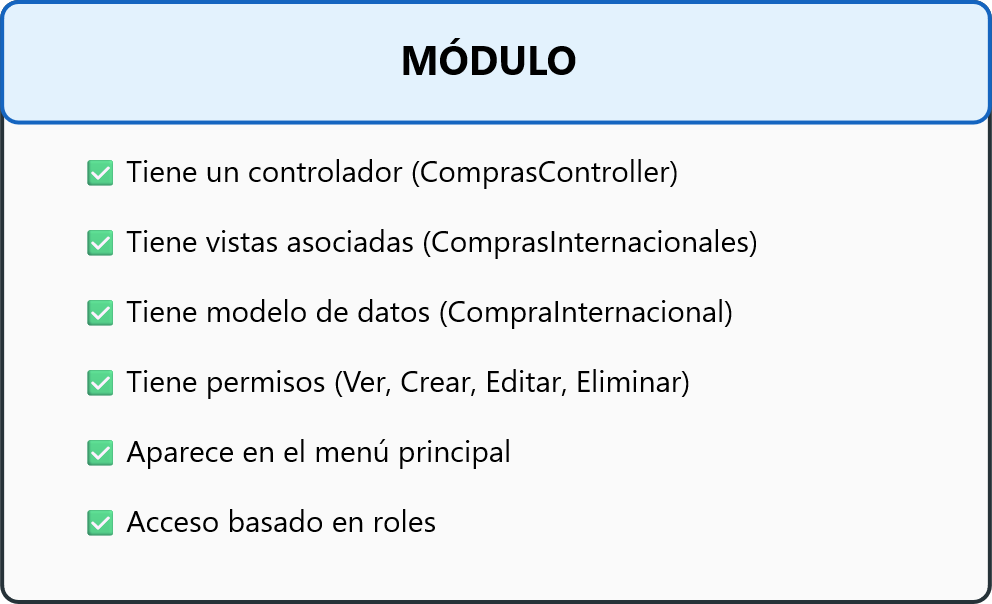 MÓDULO
✅ Tiene un controlador (ComprasController)
✅ Tiene vistas asociadas (ComprasInternacionales)
✅ Tiene modelo de datos (CompraInternacional)
✅ Tiene permisos (Ver, Crear, Editar, Eliminar)
✅ Aparece en el menú principal
✅ Acceso basado en roles